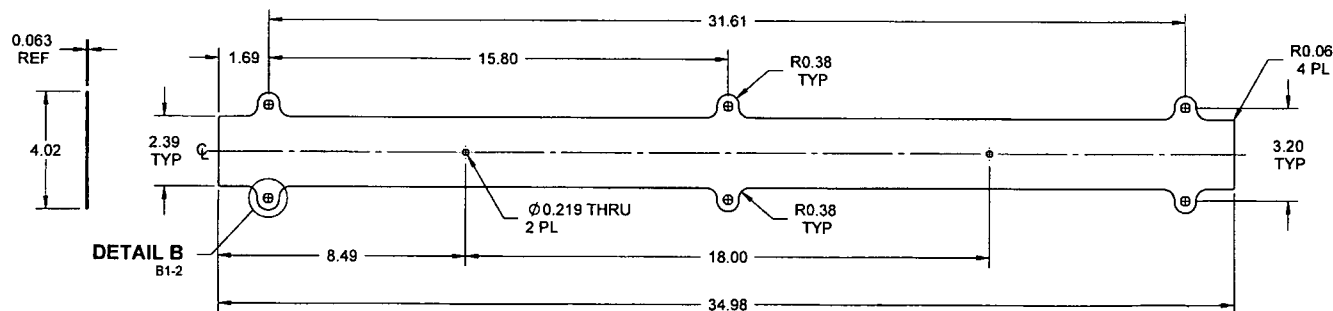 31.61
0.063
REF
1.69
15.80
R0.38
TYP
R0.06
4 PL
4.02
2.39
TYP
℄
3.20
TYP
Ø0.219 THRU
2 PL
R0.38
TYP
DETAIL B
B1-2
8.49
18.00
34.98